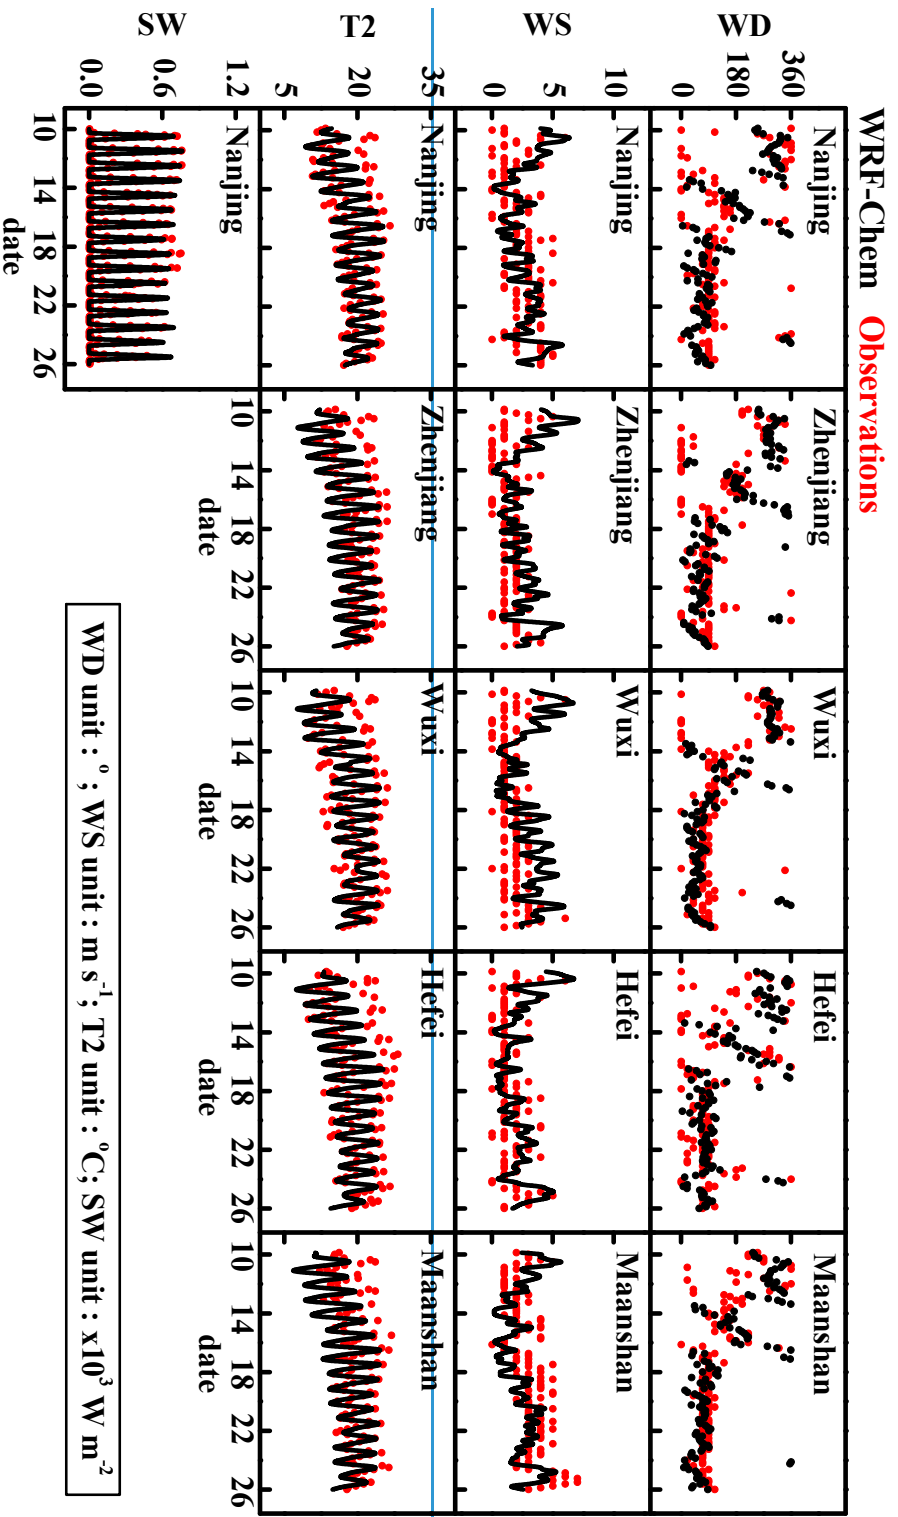 WRF-Chem Observations
WD
360
180
0
Nanjing
Zhenjiang
Wuxi
Hefei
Maanshan
WS
10
5
0
Nanjing
Zhenjiang
Wuxi
Hefei
Maanshan
T2
35
20
5
Nanjing
Zhenjiang
Wuxi
Hefei
Maanshan
10 14 18 22 26
10 14 18 22 26
10 14 18 22 26
10 14 18 22 26
date
date
date
date
SW
1.2
0.6
0.0
Nanjing
10 14 18 22 26
date
WD unit : °; WS unit : m s⁻¹; T2 unit : °C; SW unit : x10³ W m⁻²